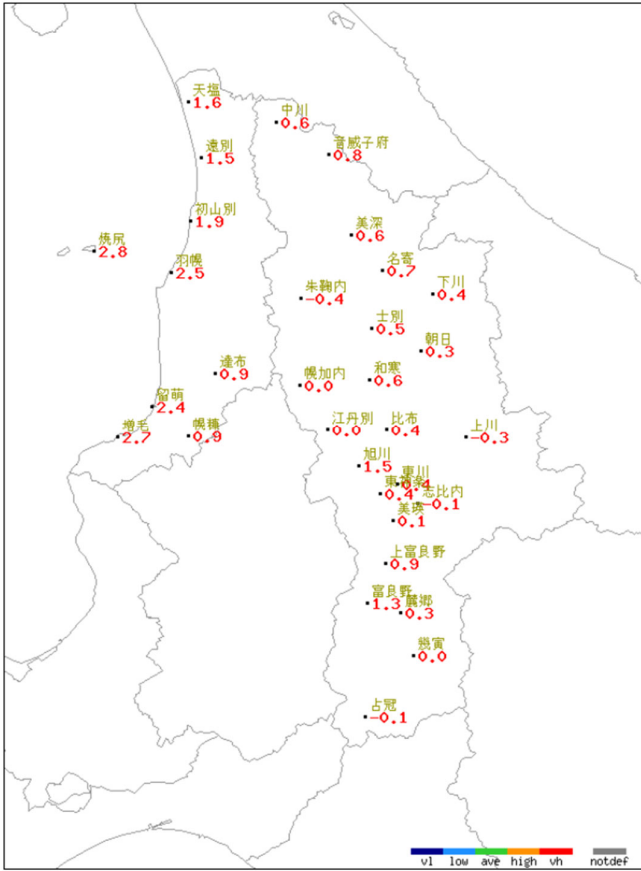 天塩
1.6
中川
0.6
音威子府
0.8
遠別
1.5
初山別
1.9
美深
0.6
焼尻
2.8
羽幌
2.5
名寄
0.7
朱鞠内
-0.4
下川
0.4
士別
0.5
朝日
0.3
達布
0.9
幌加内
0.0
和寒
0.6
留萌
2.4
増毛
2.7
幌糠
0.9
江丹別
0.0
比布
0.4
上川
-0.3
旭川
1.5
東川
0.4
東神楽
0.4
志比内
-0.1
美瑛
0.1
上富良野
0.9
富良野
1.3
麓郷
0.3
幾寅
0.0
占冠
-0.1
vl low ave high vh notdef